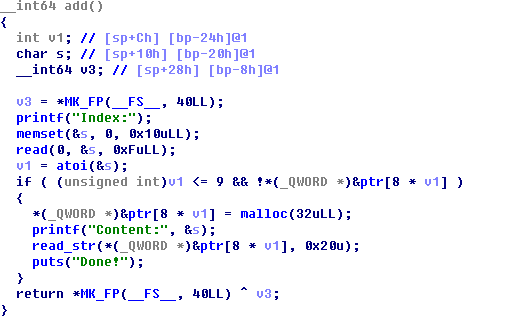 __int64 add()
{
  int v1; // [sp+Ch] [bp-24h]@1
  char s; // [sp+10h] [bp-20h]@1
  __int64 v3; // [sp+28h] [bp-8h]@1

  v3 = *MK_FP(__FS__, 40LL);
  printf("Index:");
  memset(&s, 0, 0x10uLL);
  read(0, &s, 0xFuLL);
  v1 = atoi(&s);
  if ( (unsigned int)v1 <= 9 && !*(_QWORD *)&ptr[8 * v1] )
  {
    *(_QWORD *)&ptr[8 * v1] = malloc(32uLL);
    printf("Content:", &s);
    read_str(*(_QWORD *)&ptr[8 * v1], 0x20u);
    puts("Done!");
  }
  return *MK_FP(__FS__, 40LL) ^ v3;
}